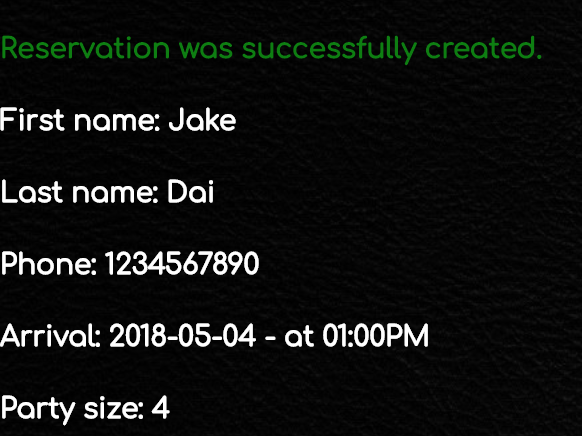 Reservation was successfully created.
First name: Jake
Last name: Dai
Phone: 1234567890
Arrival: 2018-05-04 - at 01:00PM
Party size: 4